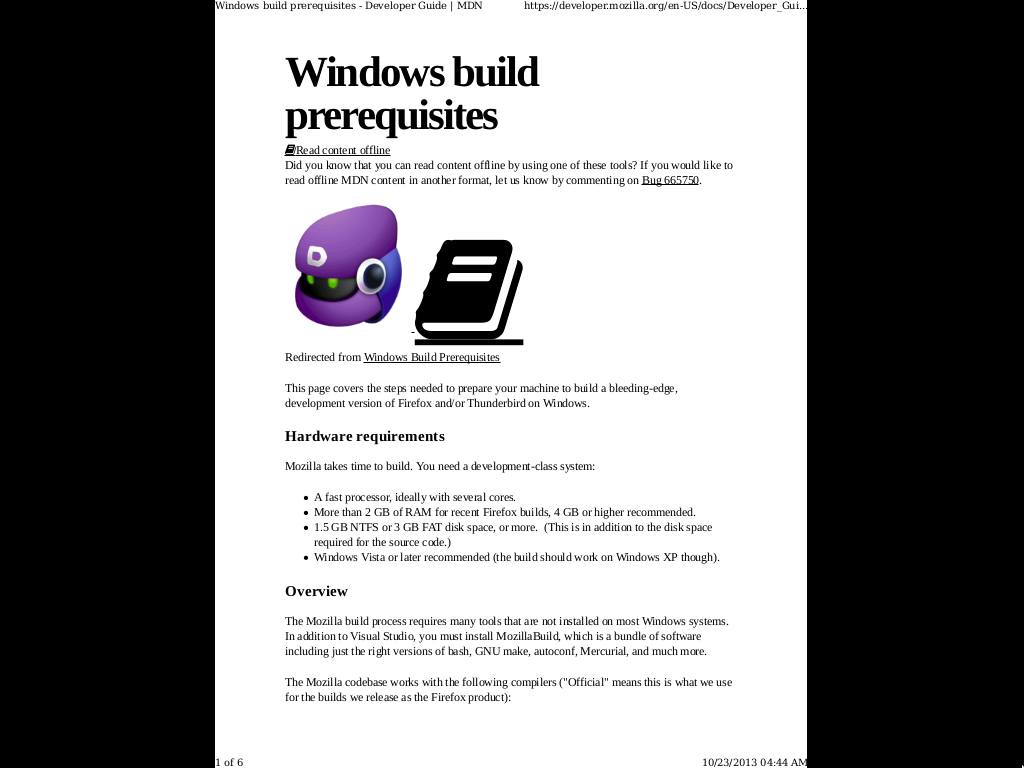 Windows build prerequisites - Developer Guide | MDN https://developer.mozilla.org/en-US/docs/Developer_Gui...
Windows build
prerequisites
Read content offline
Did you know that you can read content offline by using one of these tools? If you would like to
read offline MDN content in another format, let us know by commenting on Bug 665750.
D
Redirected from Windows Build Prerequisites
This page covers the steps needed to prepare your machine to build a bleeding-edge,
development version of Firefox and/or Thunderbird on Windows.
Hardware requirements
Mozilla takes time to build. You need a development-class system:
• A fast processor, ideally with several cores.
• More than 2 GB of RAM for recent Firefox builds, 4 GB or higher recommended.
• 1.5 GB NTFS or 3 GB FAT disk space, or more. (This is in addition to the disk space
required for the source code.)
• Windows Vista or later recommended (the build should work on Windows XP though).
Overview
The Mozilla build process requires many tools that are not installed on most Windows systems.
In addition to Visual Studio, you must install MozillaBuild, which is a bundle of software
including just the right versions of bash, GNU make, autoconf, Mercurial, and much more.
The Mozilla codebase works with the following compilers ("Official" means this is what we use
for the builds we release as the Firefox product):
1 of 6 10/23/2013 04:44 AM